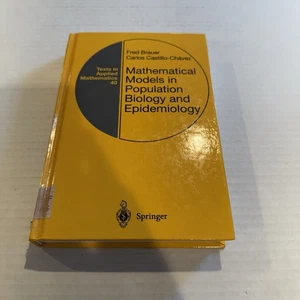 Fred Brauer
Carlos Castillo-Chávez
Texts in
Applied
Mathematics
40
Mathematical
Models in
Population
Biology and
Epidemiology
Springer